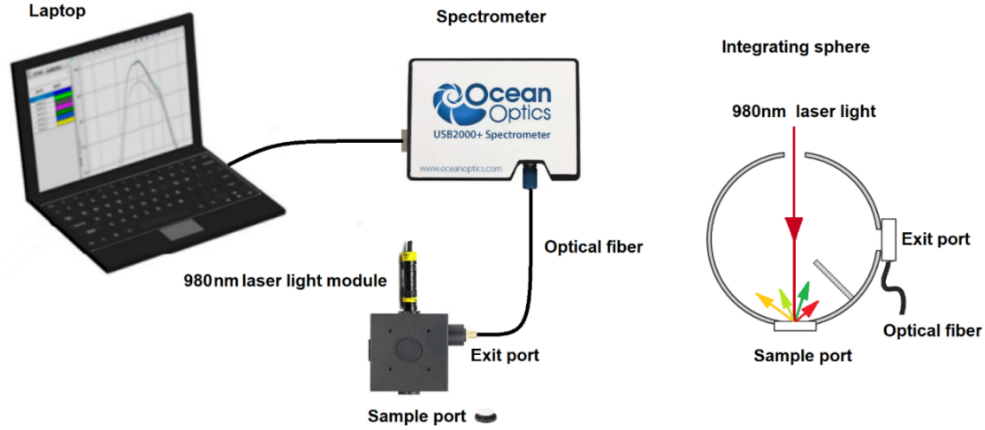 Laptop
Spectrometer
Ocean
Optics
USB2000+ Spectrometer
www.oceanoptics.com
Optical fiber
980nm laser light module
Exit port
Sample port
Integrating sphere
980nm laser light
Exit port
Optical fiber
Sample port